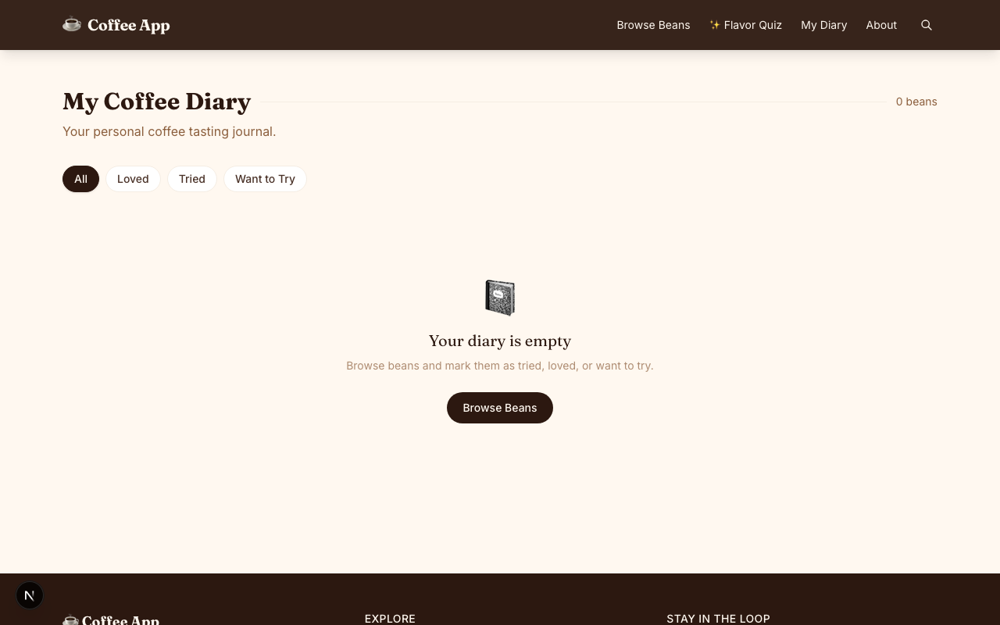 Coffee App
Browse Beans
✨ Flavor Quiz
My Diary
About
My Coffee Diary
0 beans
Your personal coffee tasting journal.
All
Loved
Tried
Want to Try
Your diary is empty
Browse beans and mark them as tried, loved, or want to try.
Browse Beans
N
Coffee App
EXPLORE
STAY IN THE LOOP